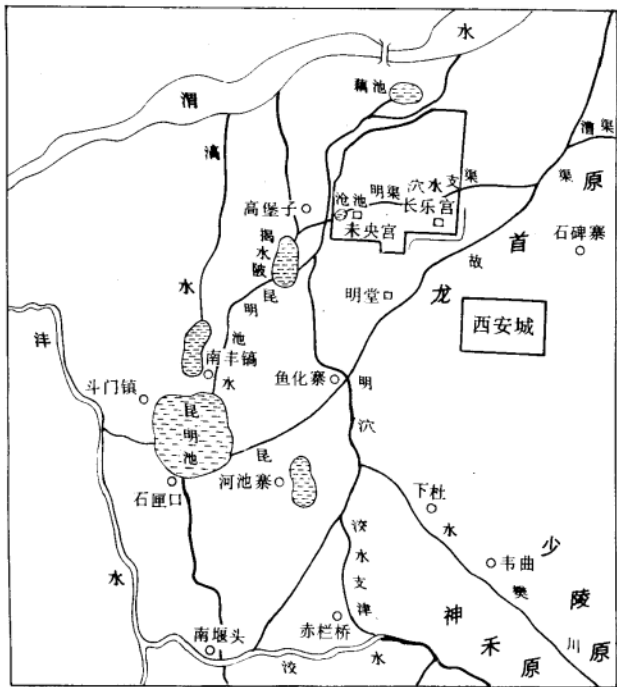 渭水
藕池
滈水
漕渠
沧池
明渠
泬水支渠
长乐宫
未央宫
高堡子
揭水陂
龙首原
石碑寨
明堂
西安城
昆明池水
昆明故渠
南丰镐
斗门镇
鱼化寨
昆明池
泬水
沣水
石匣口
河池寨
下杜
韦曲
樊川
少陵原
神禾原
洨水支津
赤栏桥
南堰头
洨水